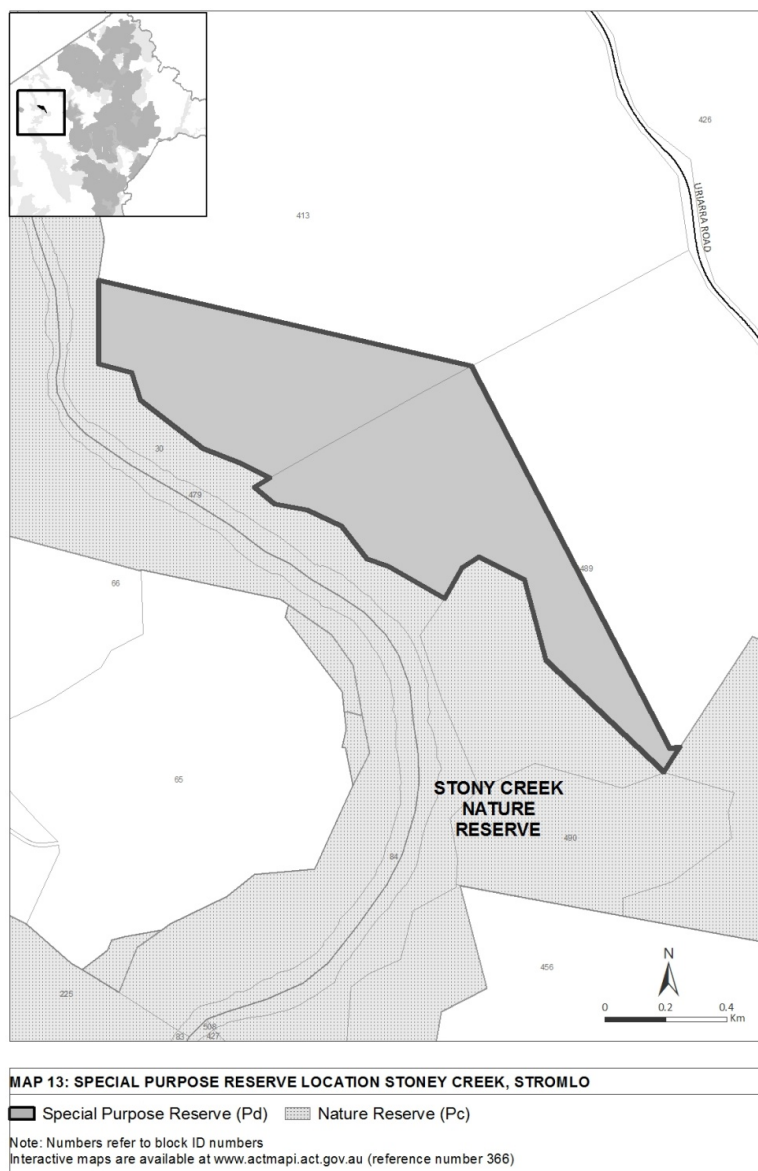 426
URIARRA ROAD
413
30
479
489
66
65
STONY CREEK
NATURE
RESERVE
490
84
456
225
508
83
427
N
0 0.2 0.4
Km
MAP 13: SPECIAL PURPOSE RESERVE LOCATION STONEY CREEK, STROMLO
Special Purpose Reserve (Pd) Nature Reserve (Pc)
Note: Numbers refer to block ID numbers
Interactive maps are available at www.actmapi.act.gov.au (reference number 366)